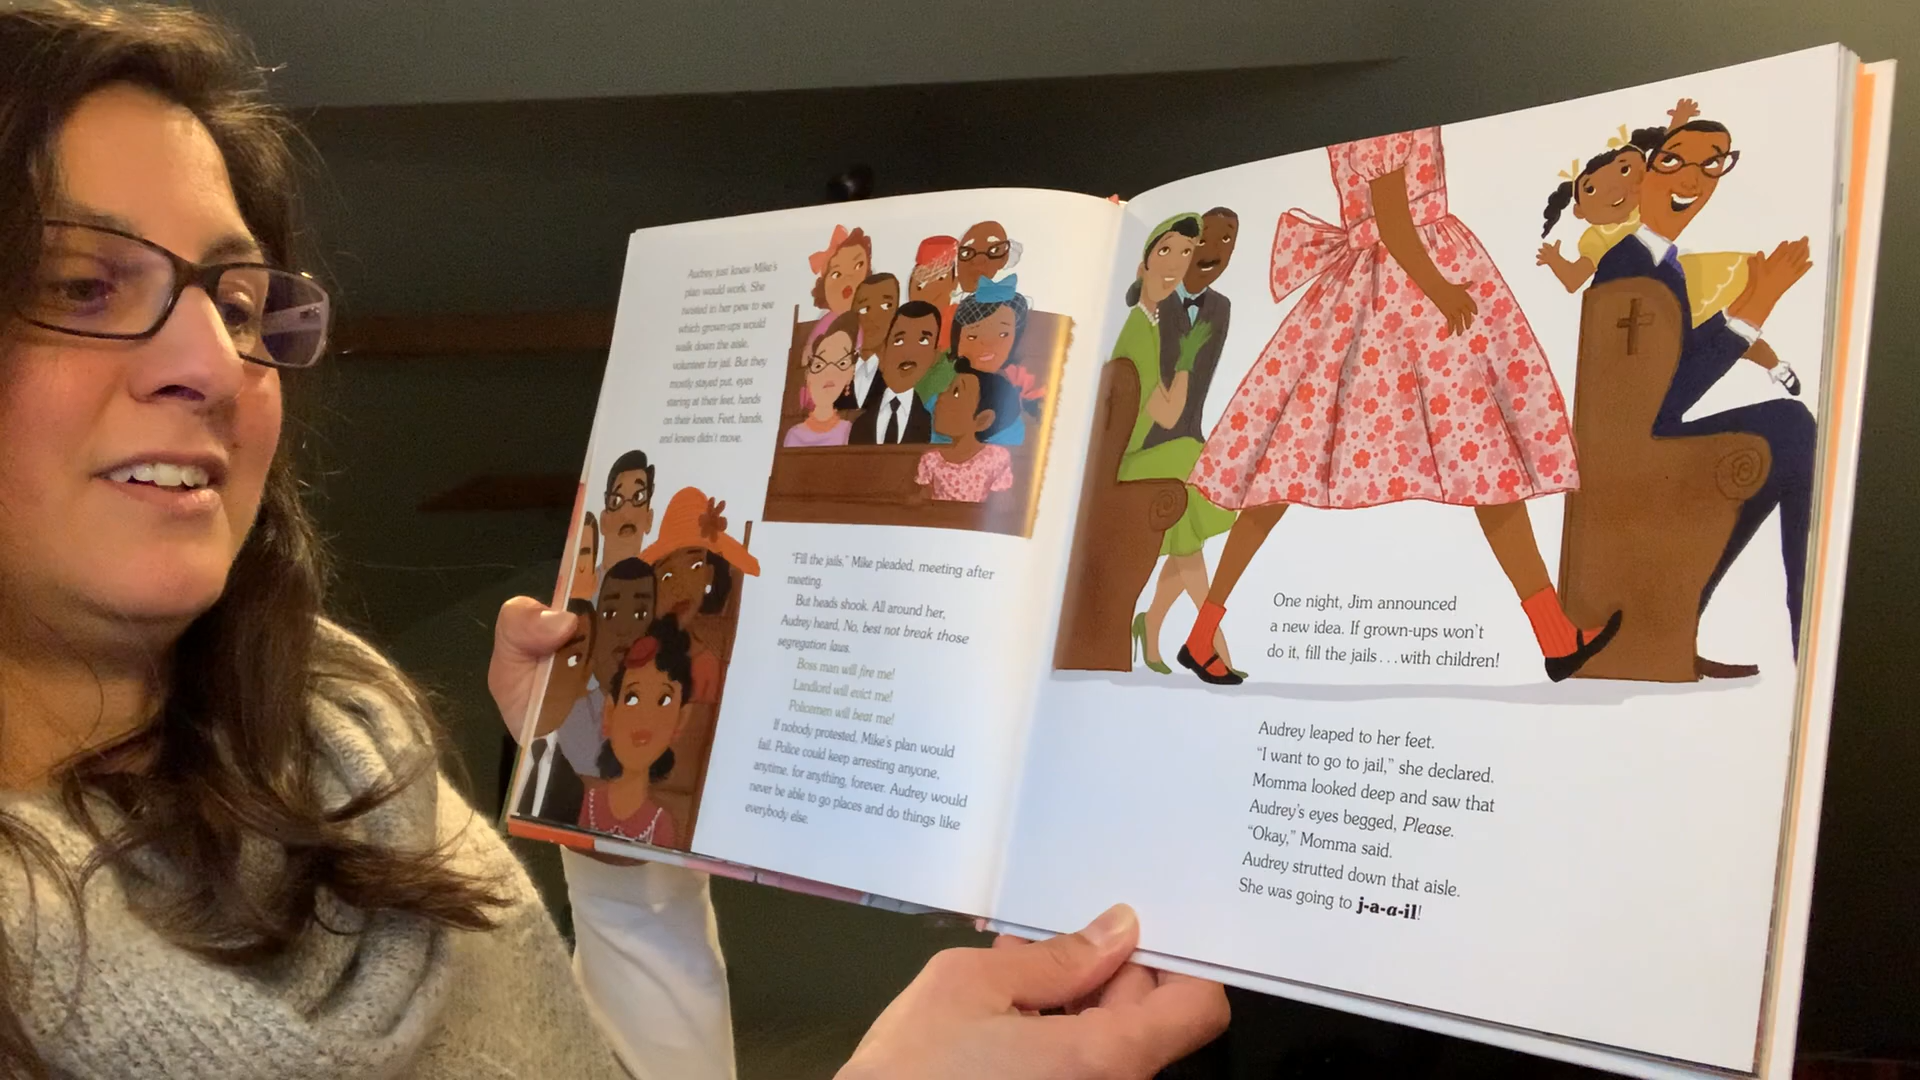 Audrey just knew Mike's
plan would work. She
twisted in her pew to see
which grown-ups would
walk down the aisle,
volunteer for jail. But they
mostly stayed put, eyes
staring at their feet, hands
on their knees. Feet, hands,
and knees didn't move.
"Fill the jails," Mike pleaded, meeting after
meeting.
But heads shook. All around her,
Audrey heard, No, best not break those
segregation laws.
Boss man will fire me!
Landlord will evict me!
Policemen will beat me!
If nobody protested, Mike's plan would
fail. Police could keep arresting anyone,
anytime, for anything, forever. Audrey would
never be able to go places and do things like
everybody else.
One night, Jim announced
a new idea. If grown-ups won't
do it, fill the jails . . . with children!
Audrey leaped to her feet.
"I want to go to jail," she declared.
Momma looked deep and saw that
Audrey's eyes begged, Please.
"Okay," Momma said.
Audrey strutted down that aisle.
She was going to j-a-a-il!